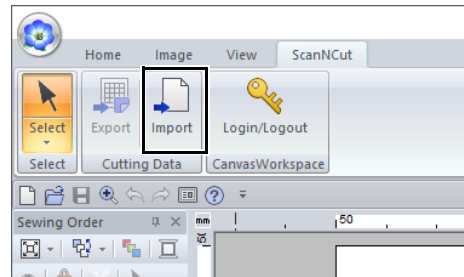 Home Image View ScanNCut
Select Export Import Login/Logout
Select Cutting Data CanvasWorkspace
Sewing Order mm 50